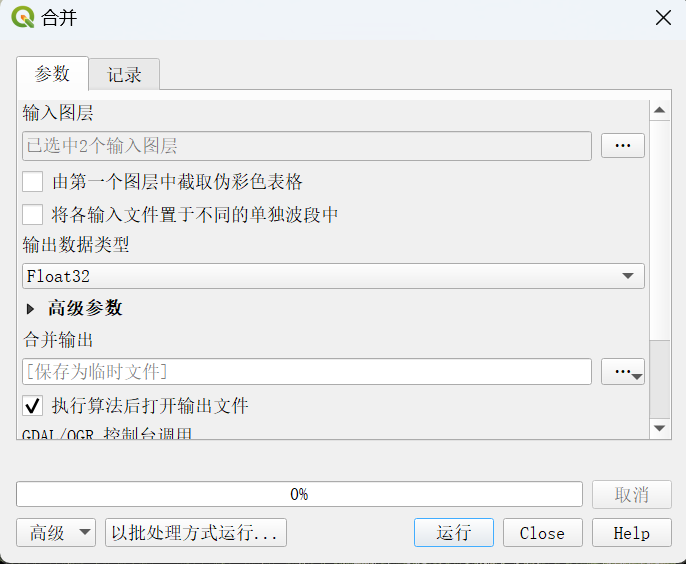 合并
参数 记录
输入图层
已选中2个输入图层 ...
由第一个图层中截取伪彩色表格
将各输入文件置于不同的单独波段中
输出数据类型
Float32
高级参数
合并输出
[保存为临时文件] ...
执行算法后打开输出文件
GDAL/OGR 控制台调用
0% 取消
高级 以批处理方式运行... 运行 Close Help